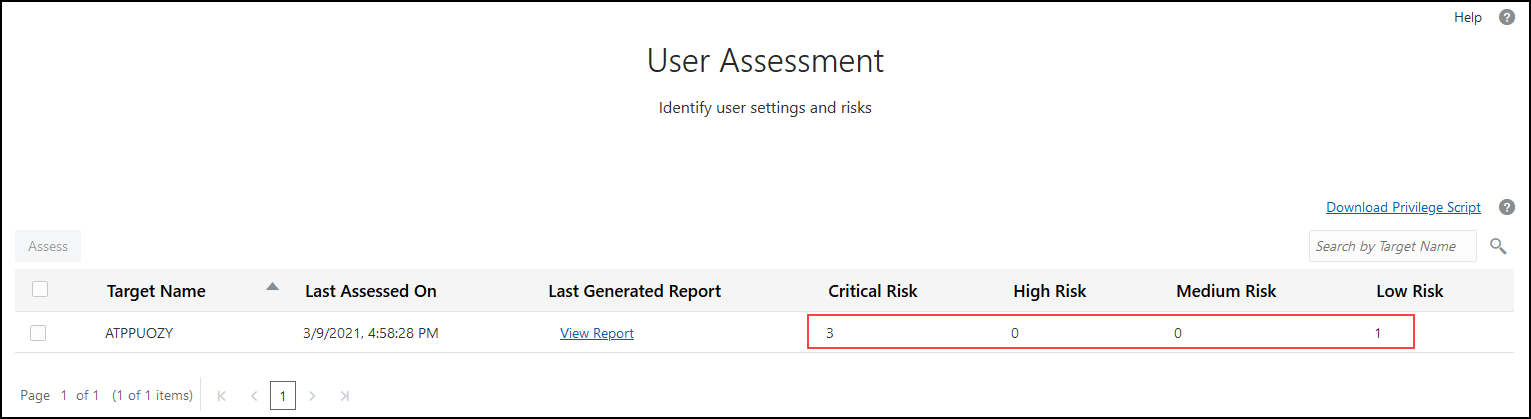 Help ?
User Assessment
Identify user settings and risks
Download Privilege Script ?
Assess Search by Target Name
Target Name Last Assessed On Last Generated Report Critical Risk High Risk Medium Risk Low Risk
ATPPUOZY 3/9/2021, 4:58:28 PM View Report 3 0 0 1
Page 1 of 1 (1 of 1 items) 1